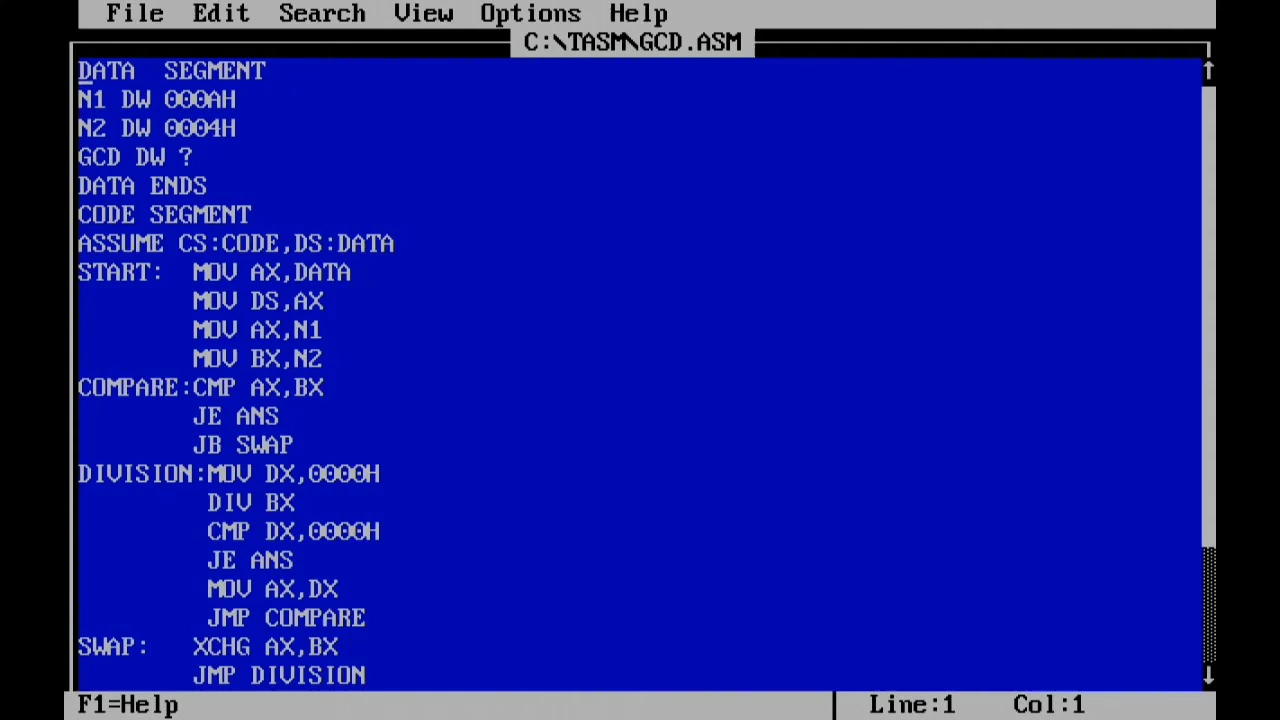 File Edit Search View Options Help
C:\TASM\GCD.ASM
DATA  SEGMENT
N1 DW 000AH
N2 DW 0004H
GCD DW ?
DATA ENDS
CODE SEGMENT
ASSUME CS:CODE,DS:DATA
START:  MOV AX,DATA
        MOV DS,AX
        MOV AX,N1
        MOV BX,N2
COMPARE:CMP AX,BX
        JE ANS
        JB SWAP
DIVISION:MOV DX,0000H
         DIV BX
         CMP DX,0000H
         JE ANS
         MOV AX,DX
         JMP COMPARE
SWAP:   XCHG AX,BX
        JMP DIVISION
F1=Help Line:1 Col:1